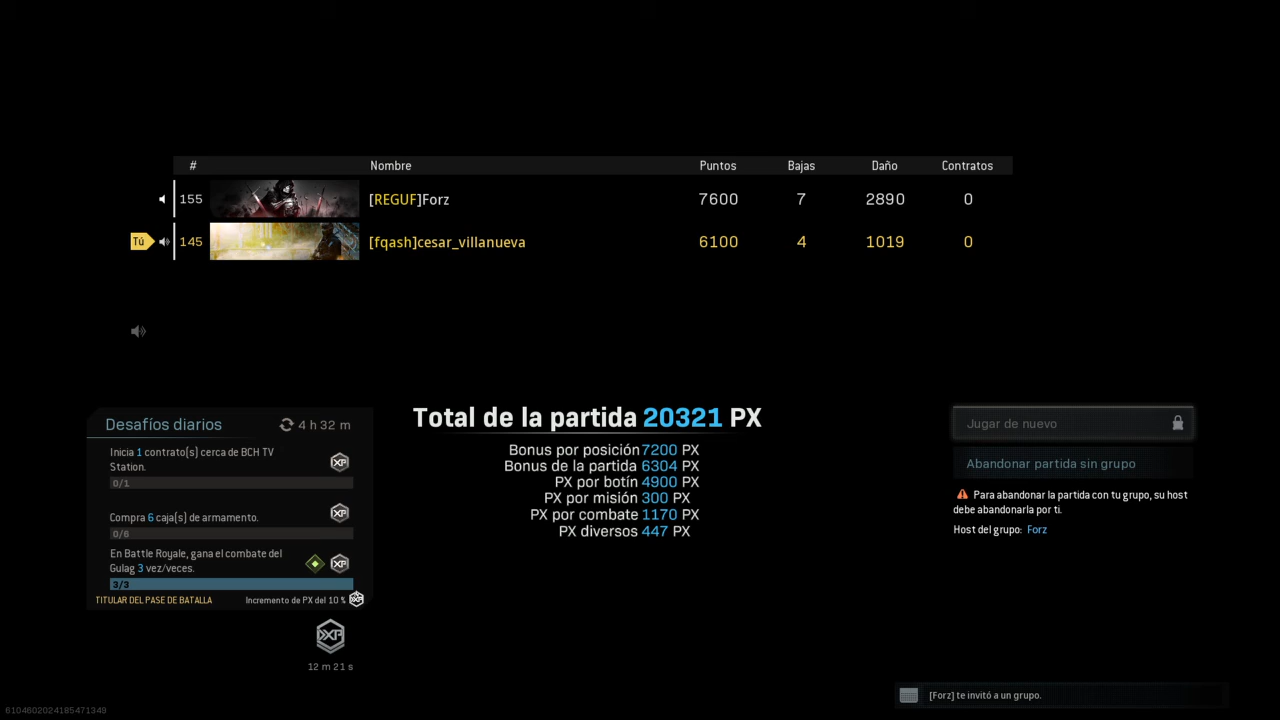 # Nombre Puntos Bajas Daño Contratos
155 [REGUF]Forz 7600 7 2890 0
Tú 145 [fqash]cesar_villanueva 6100 4 1019 0
Desafíos diarios 4 h 32 m
Inicia 1 contrato(s) cerca de BCH TV
Station.
XP
0/1
Compra 6 caja(s) de armamento.
XP
0/6
En Battle Royale, gana el combate del
Gulag 3 vez/veces.
XP
3/3
TITULAR DEL PASE DE BATALLA Incremento de PX del 10 % XP
XP
12 m 21 s
Total de la partida 20321 PX
Bonus por posición 7200 PX
Bonus de la partida 6304 PX
PX por botín 4900 PX
PX por misión 300 PX
PX por combate 1170 PX
PX diversos 447 PX
Jugar de nuevo
Abandonar partida sin grupo
Para abandonar la partida con tu grupo, su host
debe abandonarla por ti.
Host del grupo: Forz
[Forz] te invitó a un grupo.
6104602024185471349